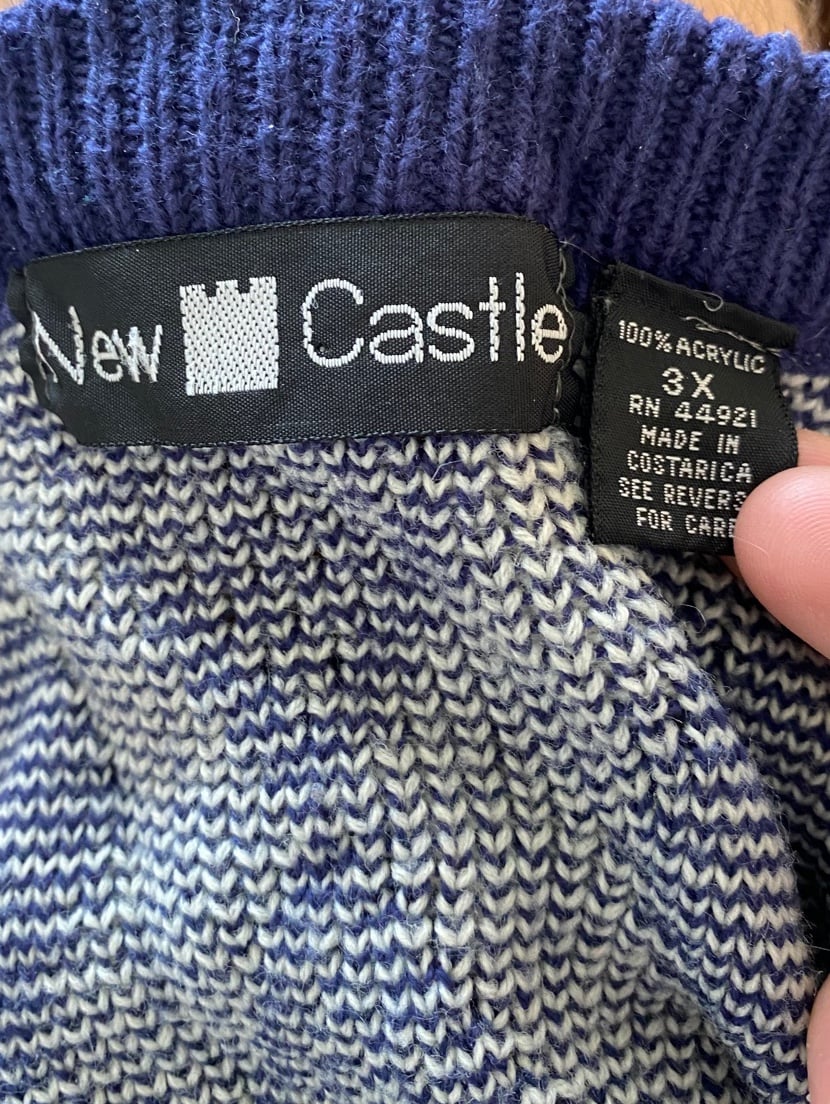 New Castle
100% ACRYLIC
3X
RN 44921
MADE IN
COSTARICA
SEE REVERS
FOR CARE